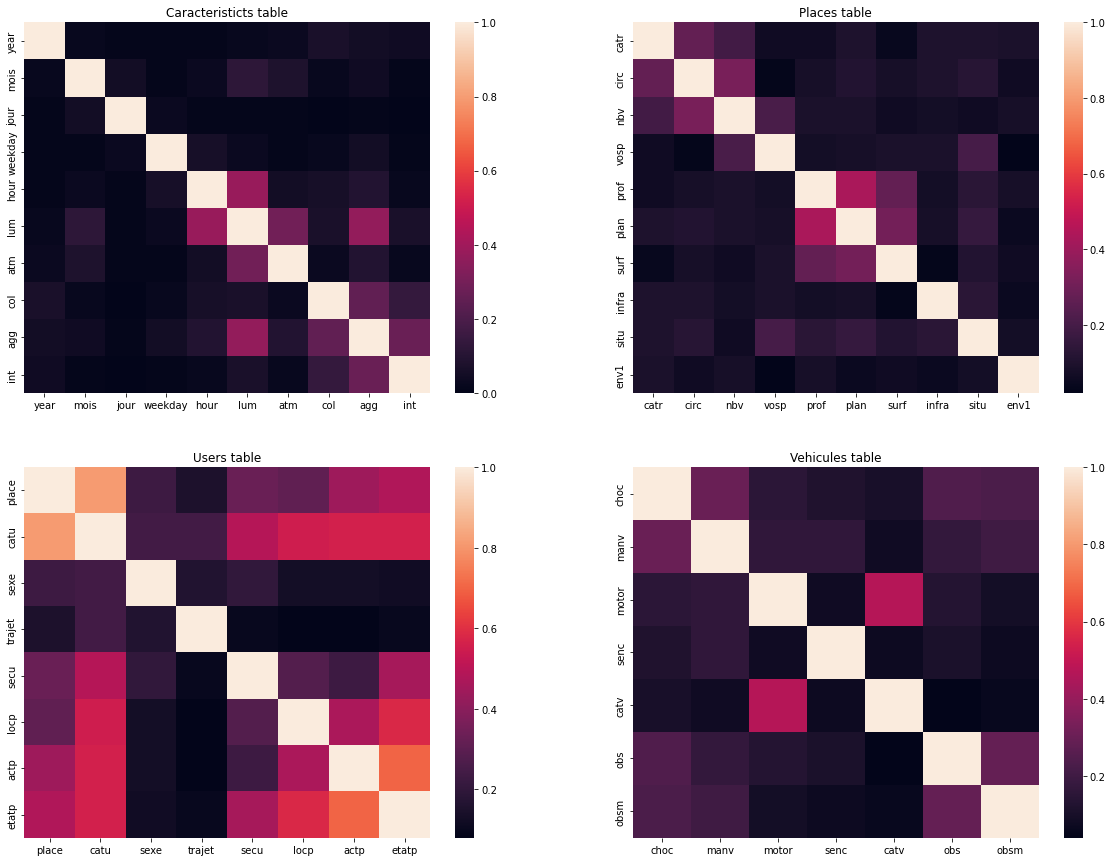 Caracteristicts table
year
mois
jour
weekday
hour
lum
atm
col
agg
int
year mois jour weekday hour lum atm col agg int
1.0
0.8
0.6
0.4
0.2
0.0
Places table
catr
circ
nbv
vosp
prof
plan
surf
infra
situ
env1
catr circ nbv vosp prof plan surf infra situ env1
1.0
0.8
0.6
0.4
0.2
Users table
place
catu
sexe
trajet
secu
locp
actp
etatp
place catu sexe trajet secu locp actp etatp
1.0
0.8
0.6
0.4
0.2
Vehicules table
choc
manv
motor
senc
catv
obs
obsm
choc manv motor senc catv obs obsm
1.0
0.8
0.6
0.4
0.2